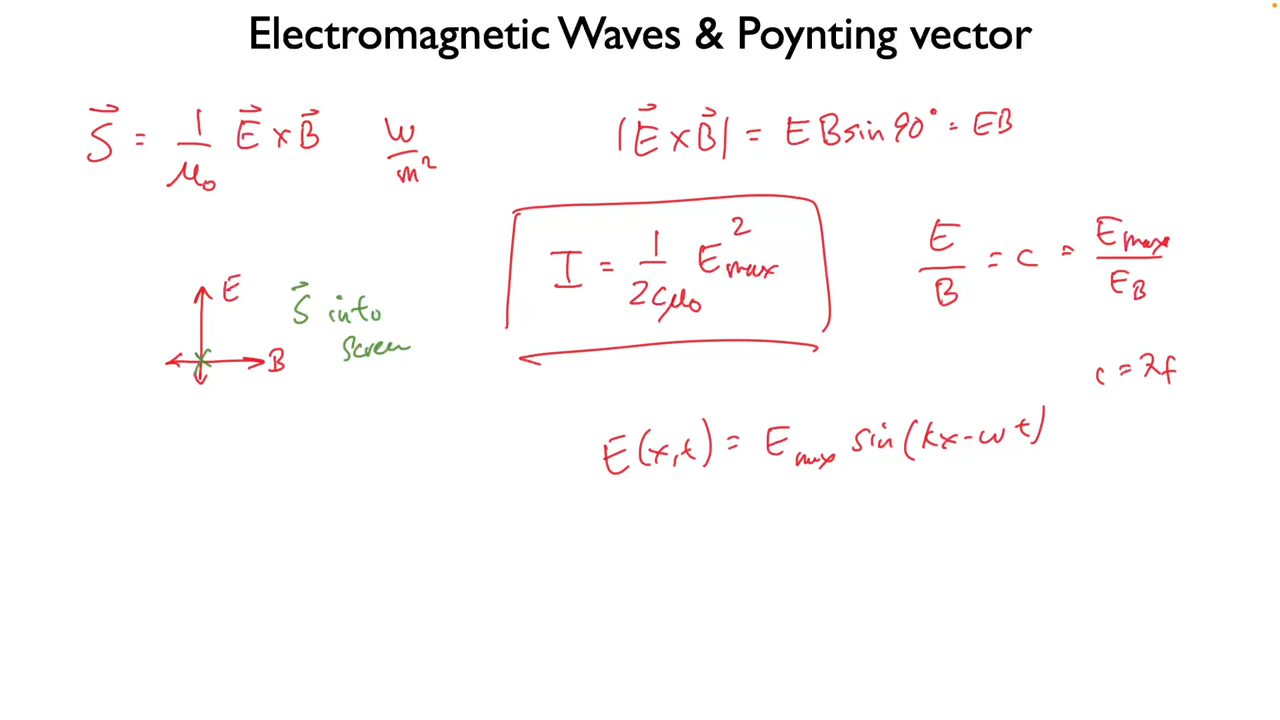 Electromagnetic Waves & Poynting vector
S⃗ = 1/μ₀ E⃗ × B⃗ W/m²
|E⃗ × B⃗| = E B sin 90° = EB
I = 1/(2cμ₀) E²max
E/B = c = Emax/EB
E
B
S⃗ into
screen
c = λf
E(x,t) = Emax sin(kx-ωt)